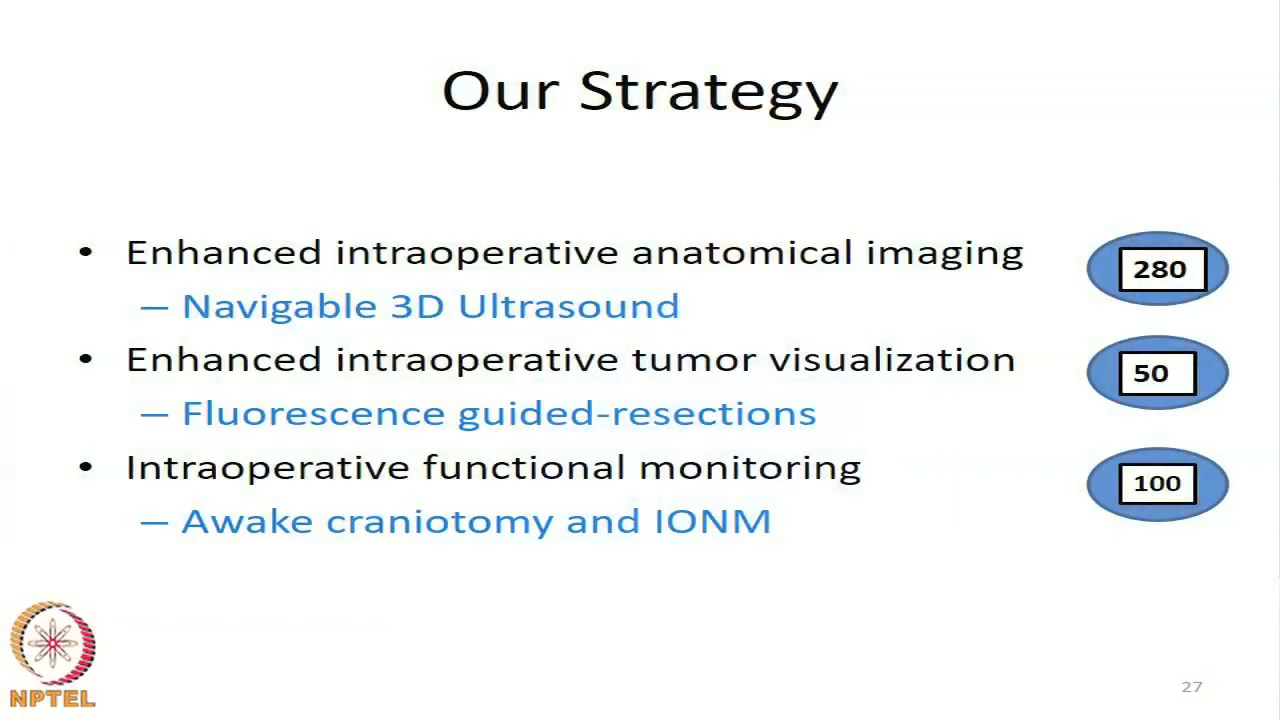 Our Strategy
• Enhanced intraoperative anatomical imaging
280
– Navigable 3D Ultrasound
• Enhanced intraoperative tumor visualization
50
– Fluorescence guided-resections
• Intraoperative functional monitoring
100
– Awake craniotomy and IONM
NPTEL
27